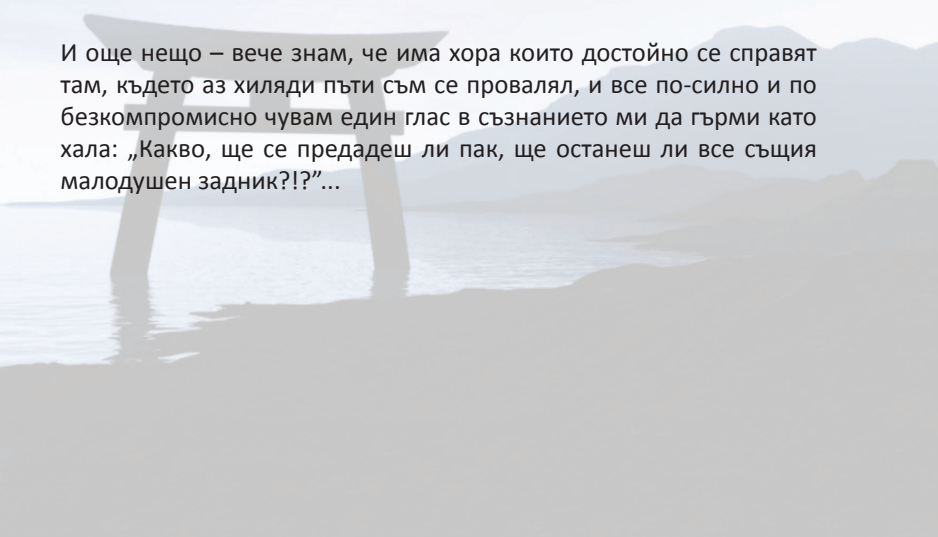 И още нещо – вече знам, че има хора които достойно се справят
там, където аз хиляди пъти съм се провалял, и все по-силно и по
безкомпромисно чувам един глас в съзнанието ми да гърми като
хала: „Какво, ще се предадеш ли пак, ще останеш ли все същия
малодушен задник?!?”...